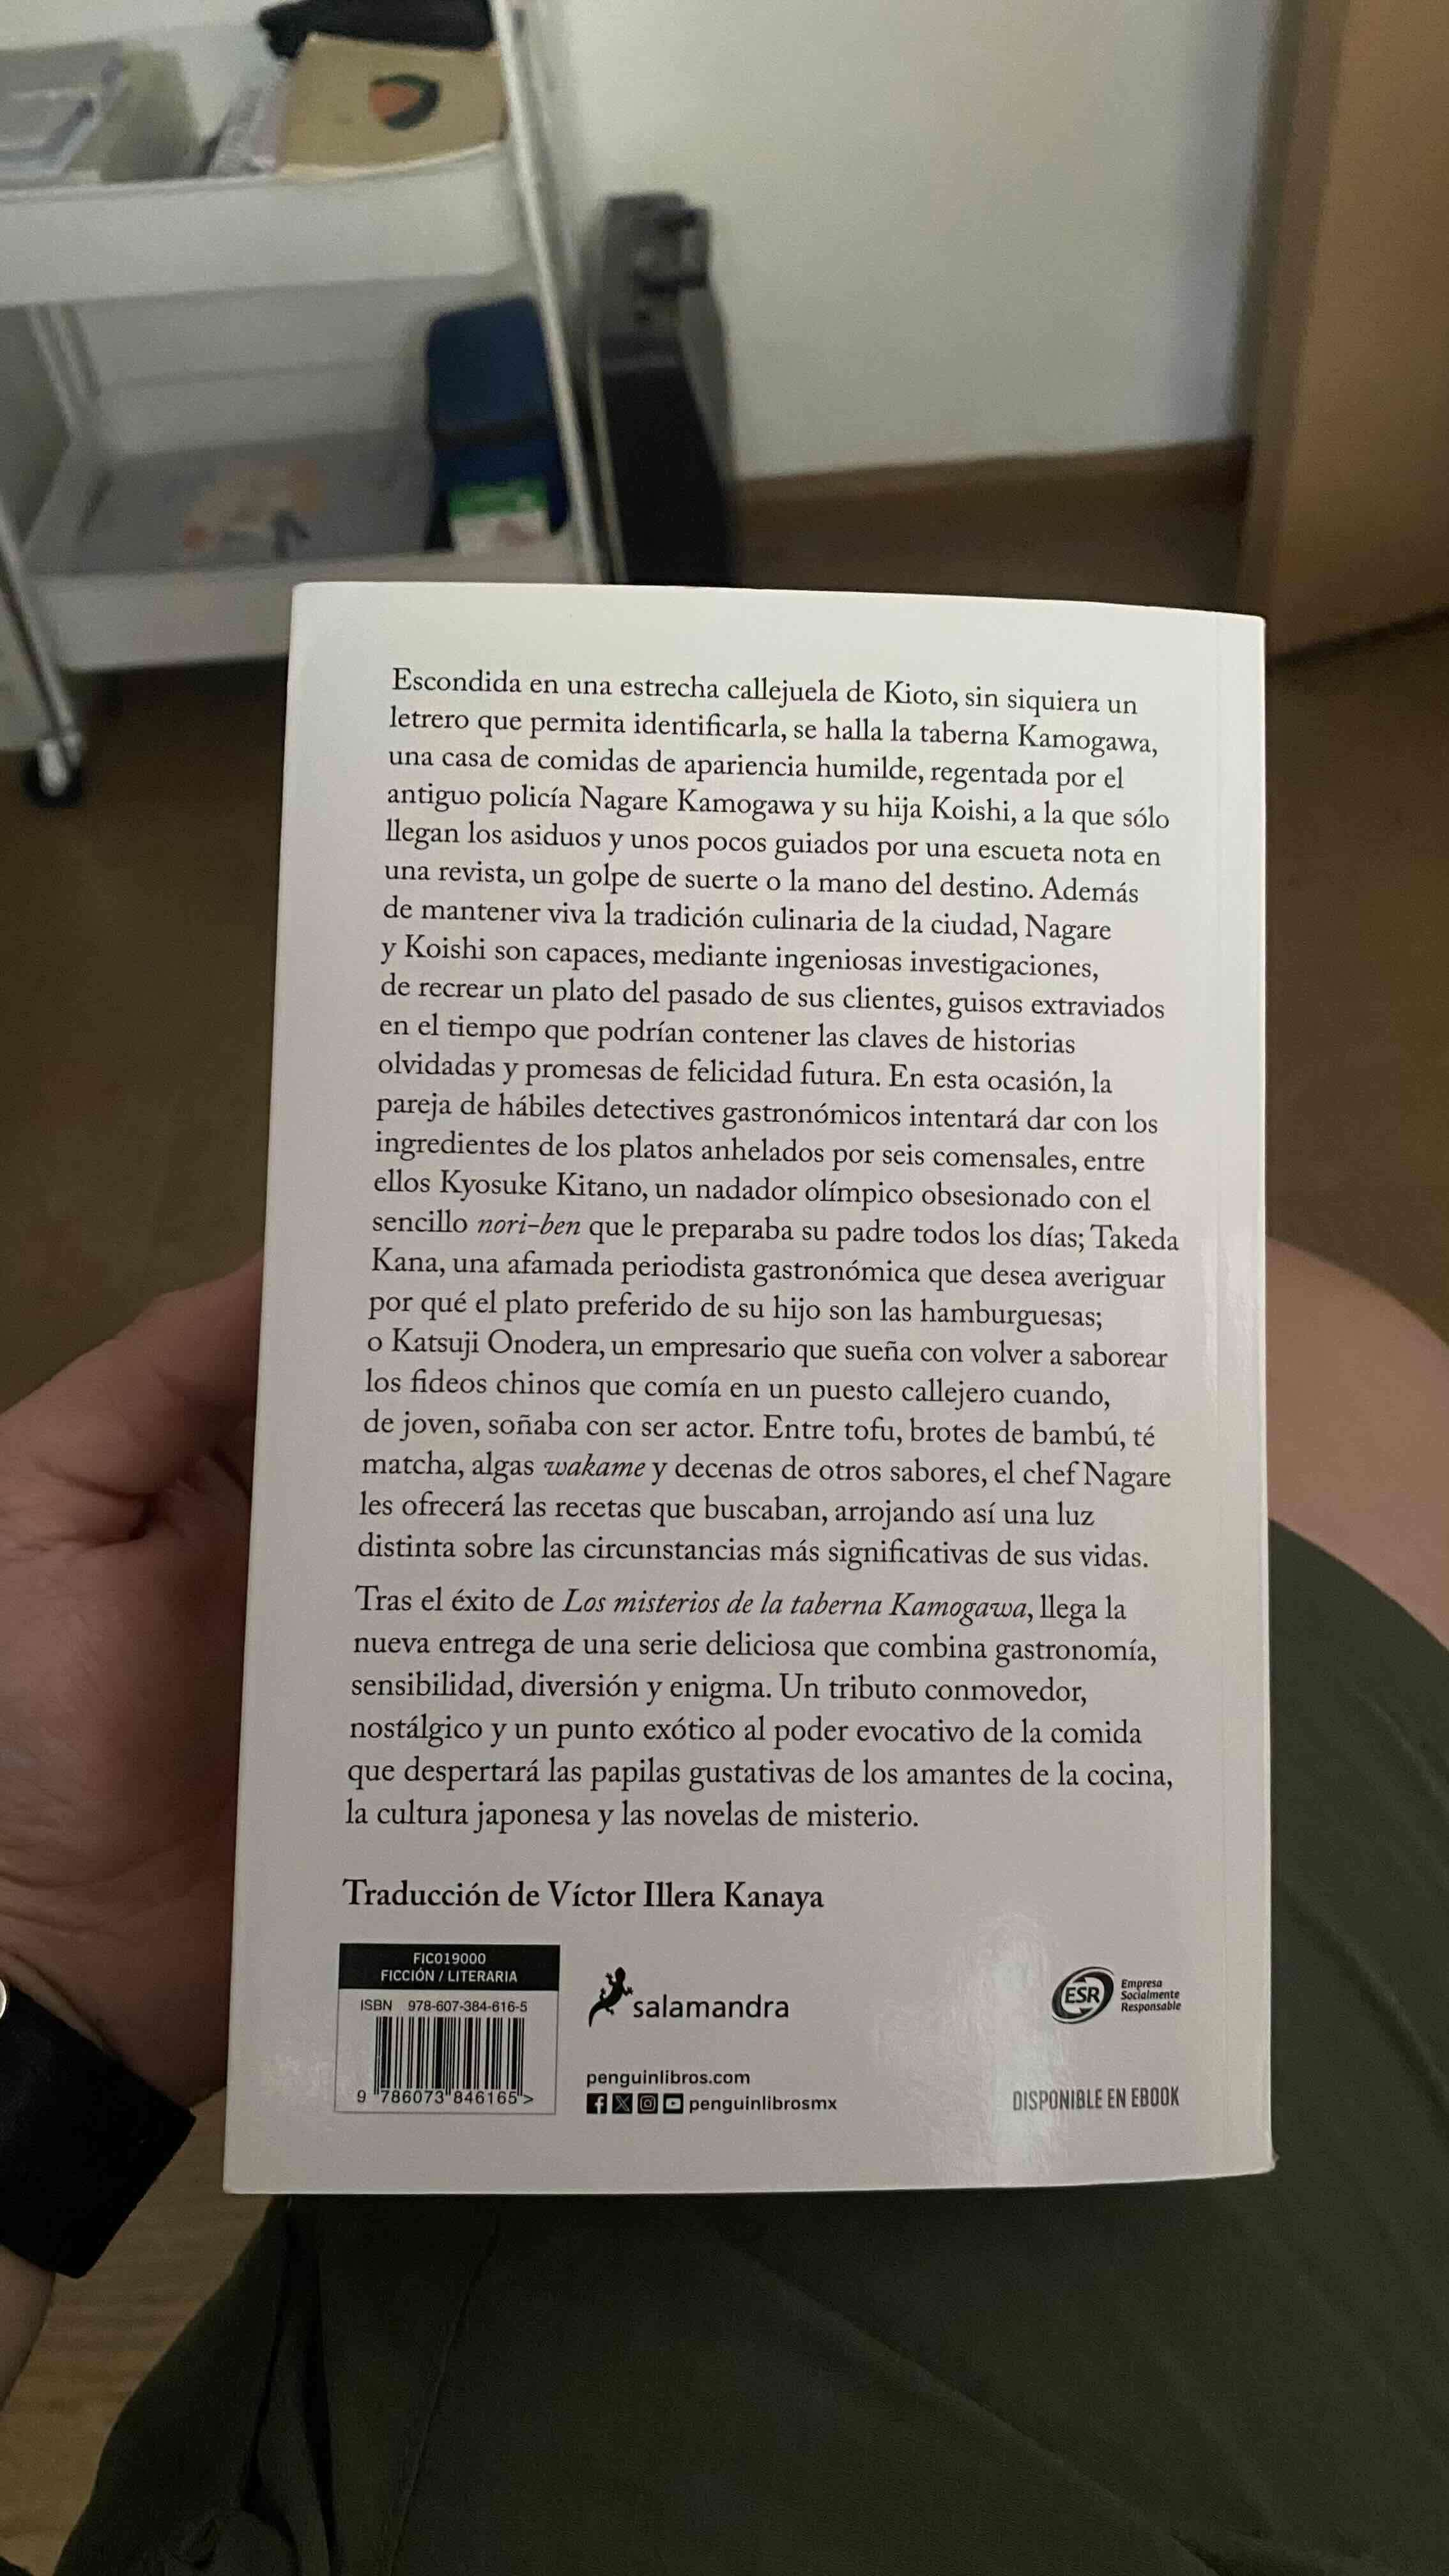 Escondida en una estrecha callejuela de Kioto, sin siquiera un
letrero que permita identificarla, se halla la taberna Kamogawa,
una casa de comidas de apariencia humilde, regentada por el
antiguo policía Nagare Kamogawa y su hija Koishi, a la que sólo
llegan los asiduos y unos pocos guiados por una escueta nota en
una revista, un golpe de suerte o la mano del destino. Además
de mantener viva la tradición culinaria de la ciudad, Nagare
y Koishi son capaces, mediante ingeniosas investigaciones,
de recrear un plato del pasado de sus clientes, guisos extraviados
en el tiempo que podrían contener las claves de historias
olvidadas y promesas de felicidad futura. En esta ocasión, la
pareja de hábiles detectives gastronómicos intentará dar con los
ingredientes de los platos anhelados por seis comensales, entre
ellos Kyosuke Kitano, un nadador olímpico obsesionado con el
sencillo nori-ben que le preparaba su padre todos los días; Takeda
Kana, una afamada periodista gastronómica que desea averiguar
por qué el plato preferido de su hijo son las hamburguesas;
o Katsuji Onodera, un empresario que sueña con volver a saborear
los fideos chinos que comía en un puesto callejero cuando,
de joven, soñaba con ser actor. Entre tofu, brotes de bambú, té
matcha, algas wakame y decenas de otros sabores, el chef Nagare
les ofrecerá las recetas que buscaban, arrojando así una luz
distinta sobre las circunstancias más significativas de sus vidas.
Tras el éxito de Los misterios de la taberna Kamogawa, llega la
nueva entrega de una serie deliciosa que combina gastronomía,
sensibilidad, diversión y enigma. Un tributo conmovedor,
nostálgico y un punto exótico al poder evocativo de la comida
que despertará las papilas gustativas de los amantes de la cocina,
la cultura japonesa y las novelas de misterio.
Traducción de Víctor Illera Kanaya
FIC019000
FICCIÓN / LITERARIA
ISBN 978-607-384-616-5
9 786073 846165 >
salamandra
penguinlibros.com
penguinlibrosmx
ESR
Empresa
Socialmente
Responsable
DISPONIBLE EN EBOOK